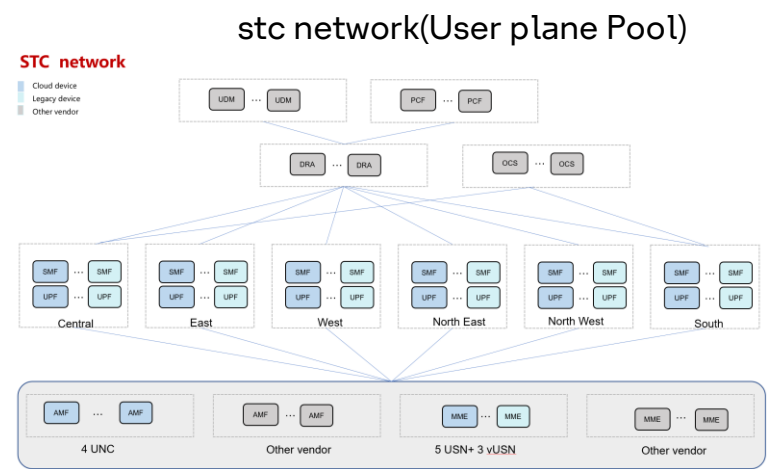 stc network(User plane Pool)
STC network
Cloud device
Legacy device
Other vendor
UDM ... UDM
PCF ... PCF
DRA ... DRA
OCS ... OCS
SMF ... SMF
UPF ... UPF
Central
SMF ... SMF
UPF ... UPF
East
SMF ... SMF
UPF ... UPF
West
SMF ... SMF
UPF ... UPF
North East
SMF ... SMF
UPF ... UPF
North West
SMF ... SMF
UPF ... UPF
South
AMF ... AMF
4 UNC
AMF ... AMF
Other vendor
MME ... MME
5 USN+ 3 vUSN
MME ... MME
Other vendor